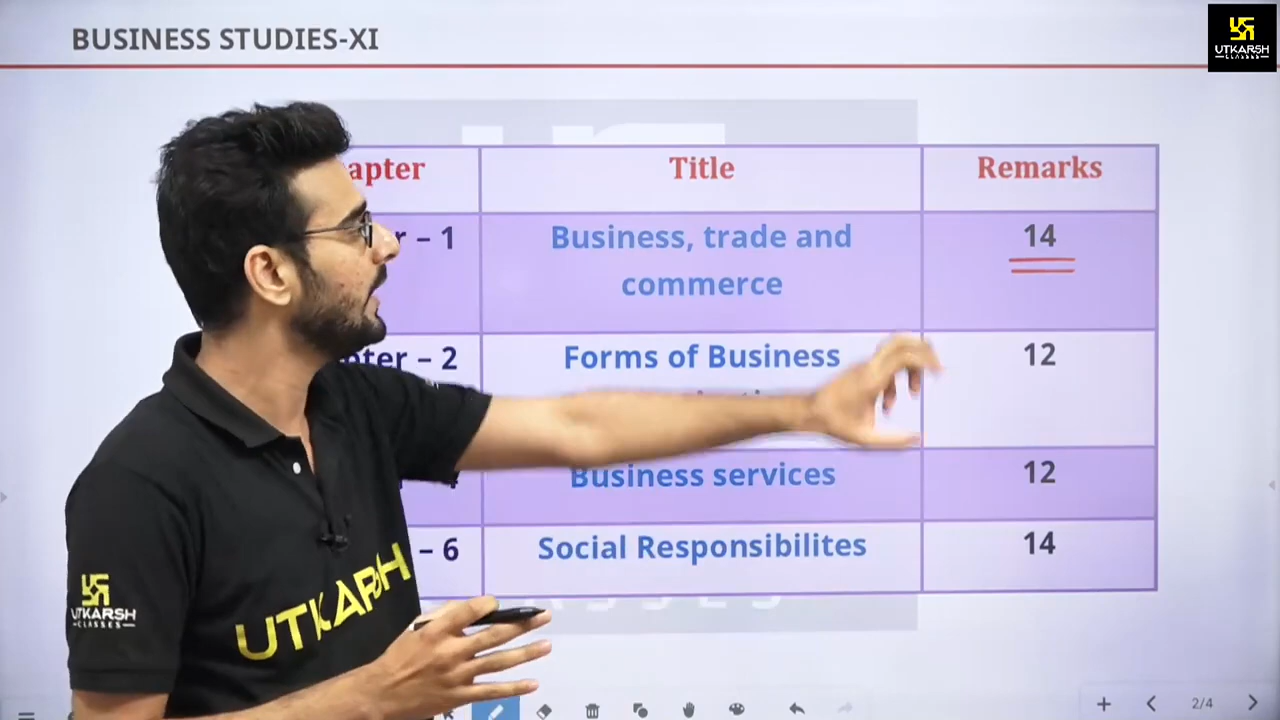 BUSINESS STUDIES-XI
UTKARSH
CLASSES
apter Title Remarks
r – 1 Business, trade and 14
commerce
pter – 2 Forms of Business 12
Business services 12
– 6 Social Responsibilites 14
UTKARSH
UTKARSH
CLASSES
2/4